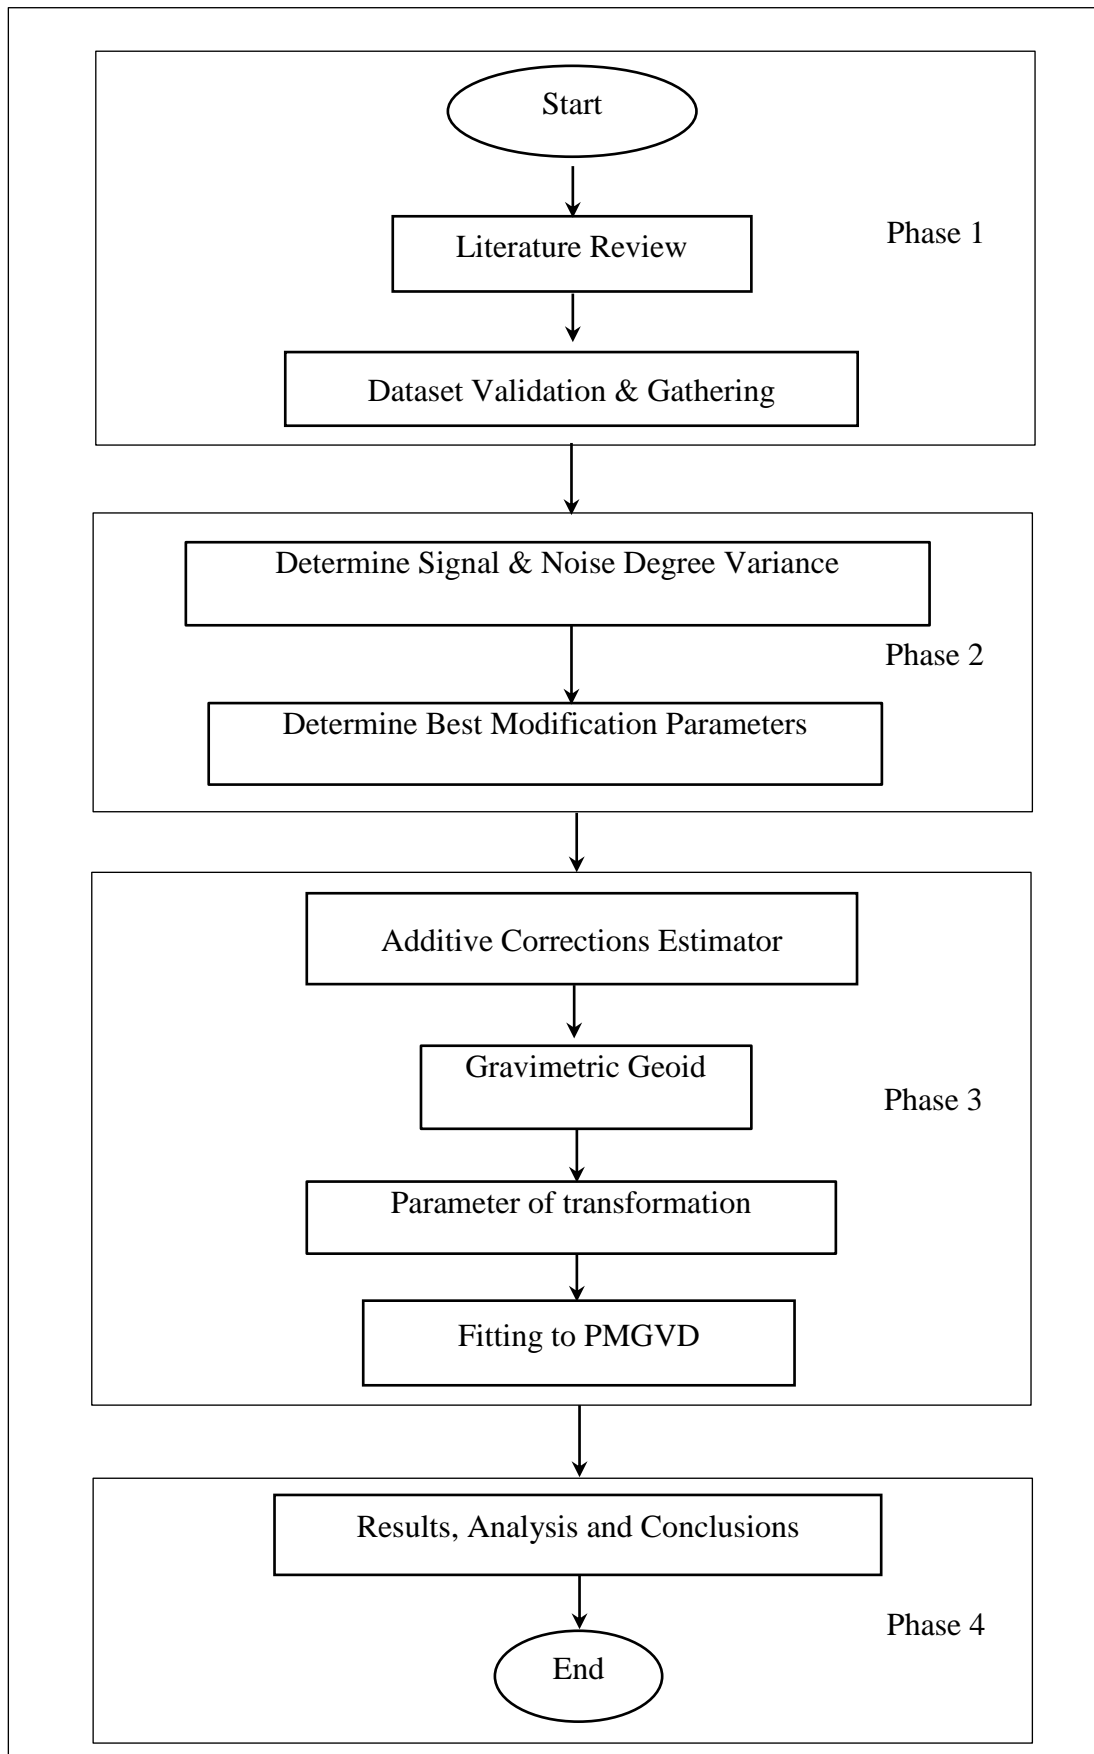 Start
Phase 1
Literature Review
Dataset Validation & Gathering
Determine Signal & Noise Degree Variance
Phase 2
Determine Best Modification Parameters
Additive Corrections Estimator
Gravimetric Geoid
Phase 3
Parameter of transformation
Fitting to PMGVD
Results, Analysis and Conclusions
Phase 4
End